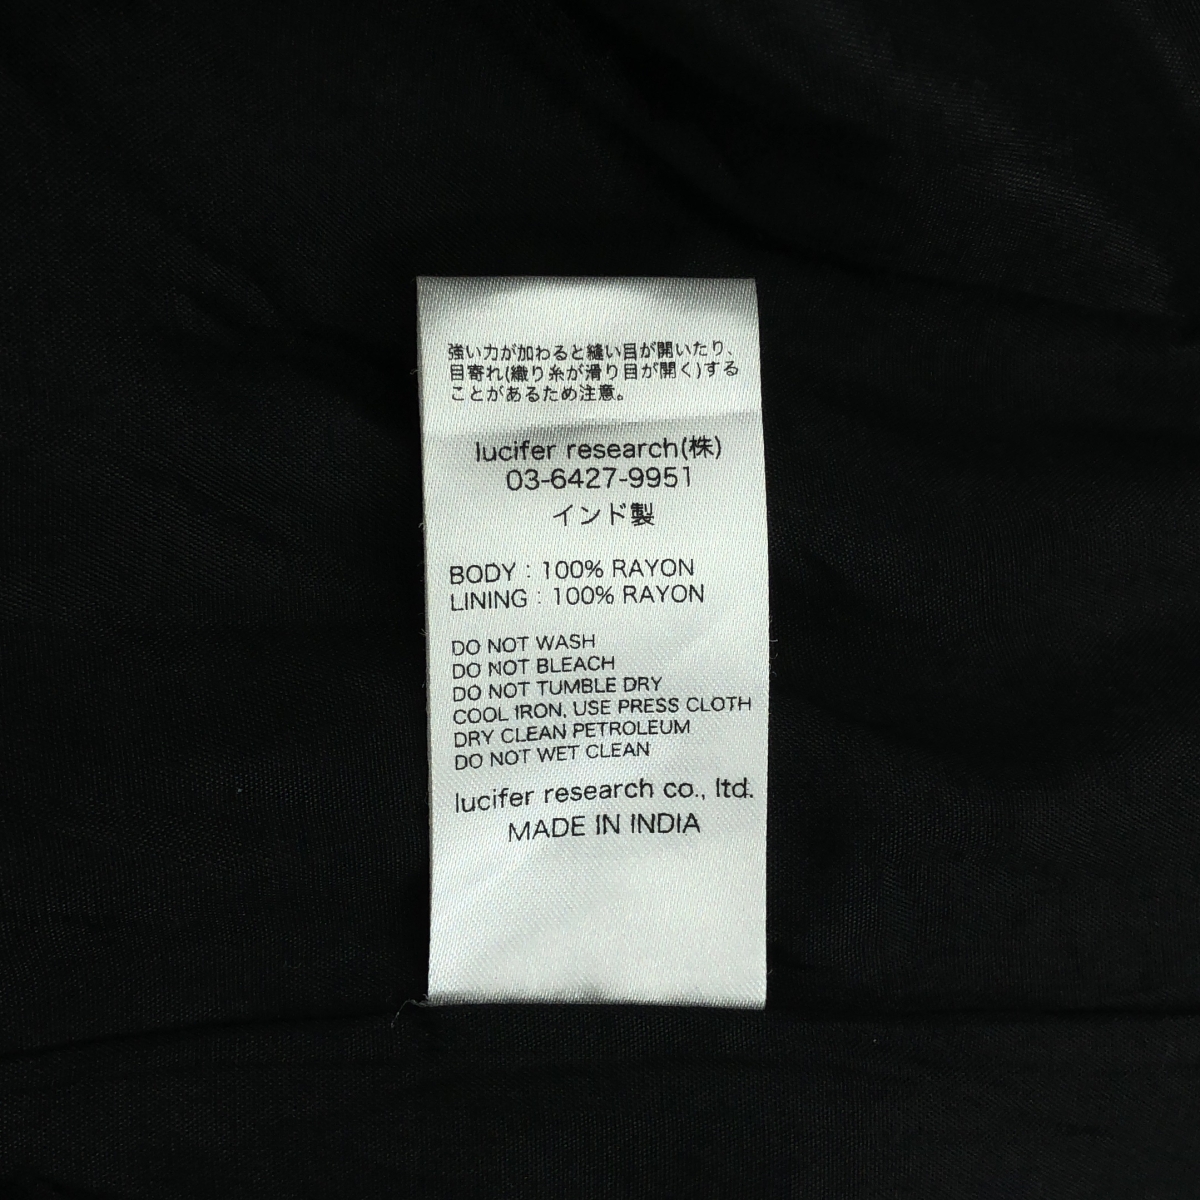 強い力が加わると縫い目が開いたり、
目寄れ(織り糸が滑り目が開く)する
ことがあるため注意。
lucifer research(株)
03-6427-9951
インド製
BODY : 100% RAYON
LINING : 100% RAYON
DO NOT WASH
DO NOT BLEACH
DO NOT TUMBLE DRY
COOL IRON, USE PRESS CLOTH
DRY CLEAN PETROLEUM
DO NOT WET CLEAN
lucifer research co., ltd.
MADE IN INDIA